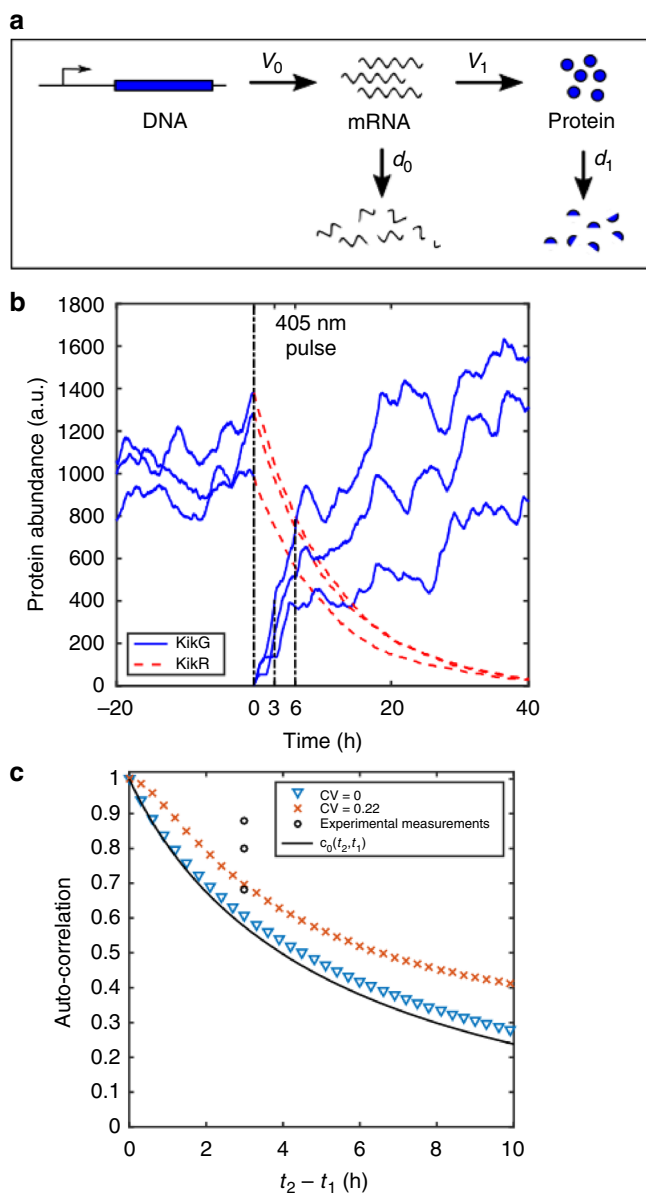 a
V0 V1
DNA mRNA Protein
d0 d1
b
1800
1600
1400
1200
1000
800
600
400
200
0
Protein abundance (a.u.)
405 nm
pulse
KikG
KikR
–20 0 3 6 20 40
Time (h)
c
1
0.9
0.8
0.7
0.6
0.5
0.4
0.3
0.2
0.1
0
Auto-correlation
CV = 0
CV = 0.22
Experimental measurements
c0(t2,t1)
0 2 4 6 8 10
t2 – t1 (h)